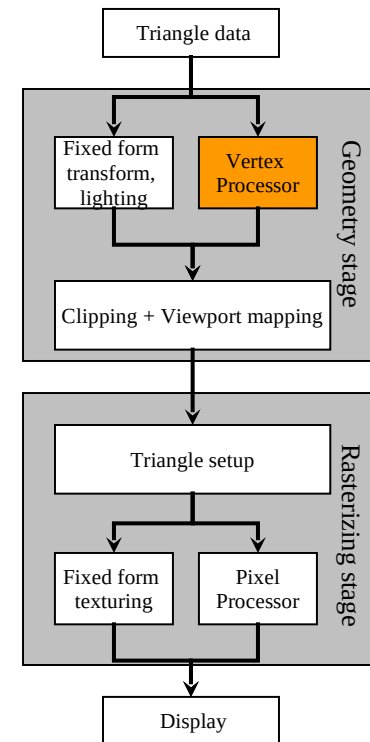 Triangle data
Fixed form
transform,
lighting
Vertex
Processor
Geometry stage
Clipping + Viewport mapping
Triangle setup
Rasterizing stage
Fixed form
texturing
Pixel
Processor
Display